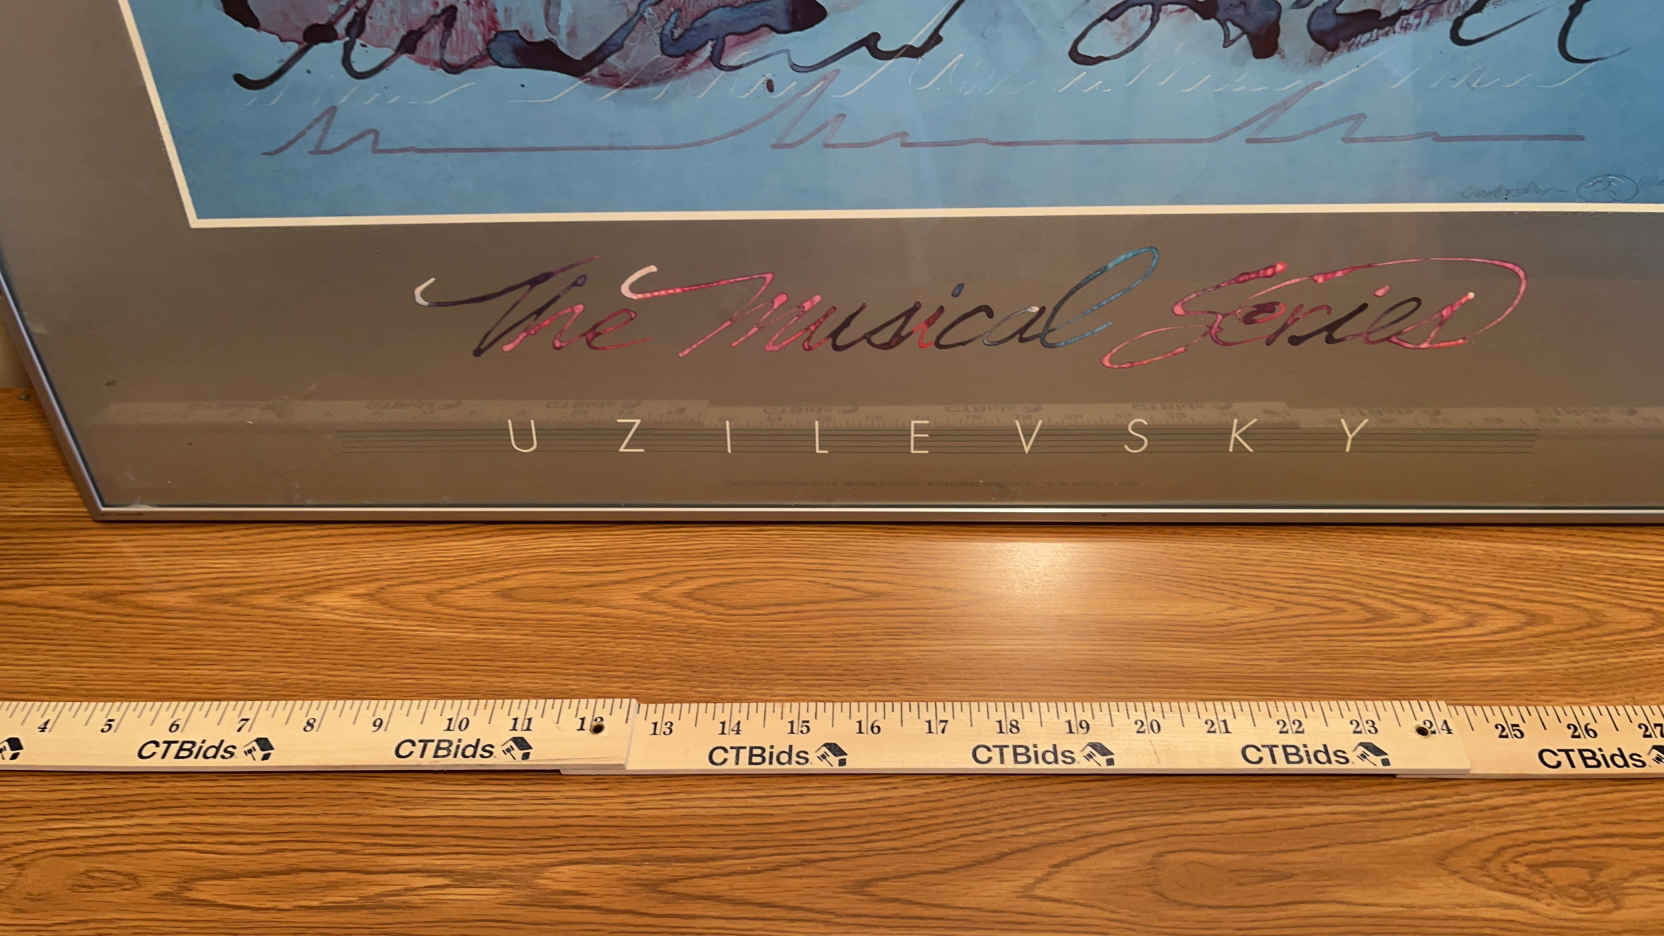 The Musical Series
UZILEVSKY
4 5 6 7 8 9 10 11 12 13 14 15 16 17 18 19 20 21 22 23 24 25 26 27
CTBids CTBids CTBids CTBids CTBids CTBids